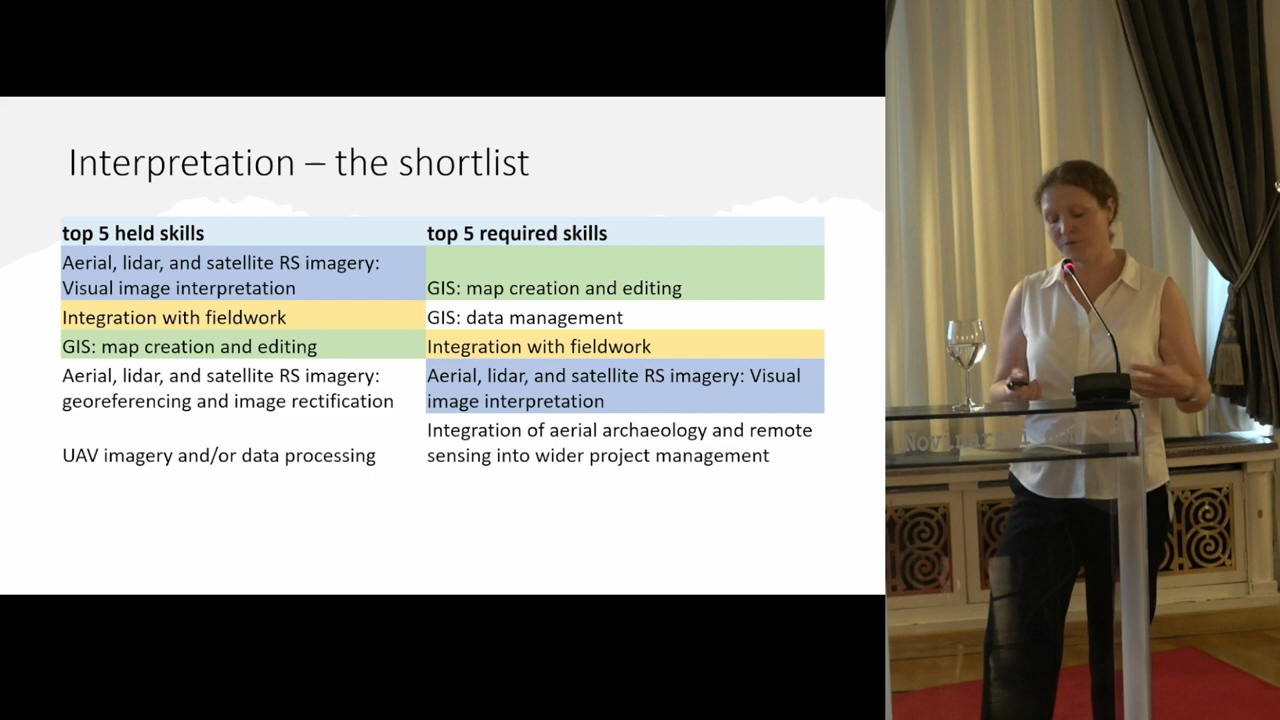 Interpretation – the shortlist
top 5 held skills
top 5 required skills
Aerial, lidar, and satellite RS imagery:
Visual image interpretation
GIS: map creation and editing
Integration with fieldwork
GIS: data management
GIS: map creation and editing
Integration with fieldwork
Aerial, lidar, and satellite RS imagery:
georeferencing and image rectification
Aerial, lidar, and satellite RS imagery: Visual
image interpretation
UAV imagery and/or data processing
Integration of aerial archaeology and remote
sensing into wider project management